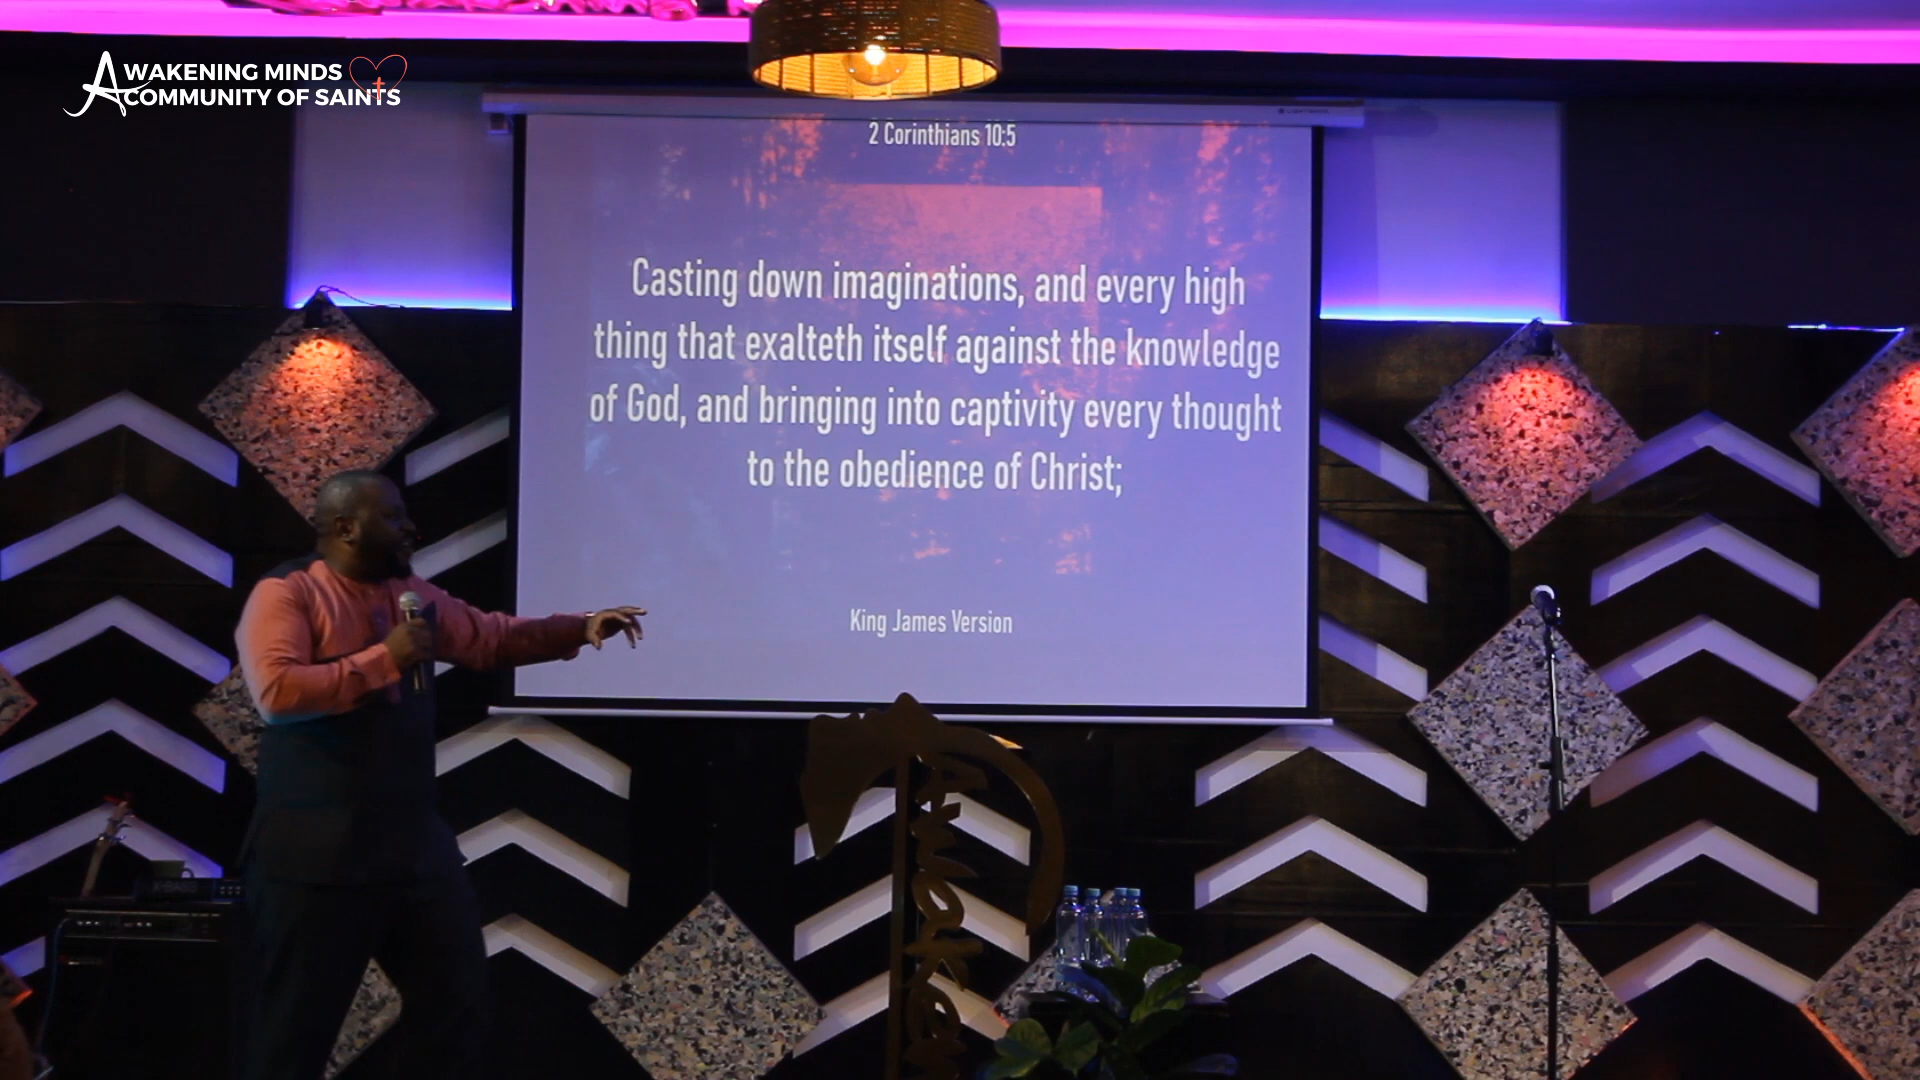 AWAKENING MINDS
COMMUNITY OF SAINTS
2 Corinthians 10:5
Casting down imaginations, and every high
thing that exalteth itself against the knowledge
of God, and bringing into captivity every thought
to the obedience of Christ;
King James Version
Awaken